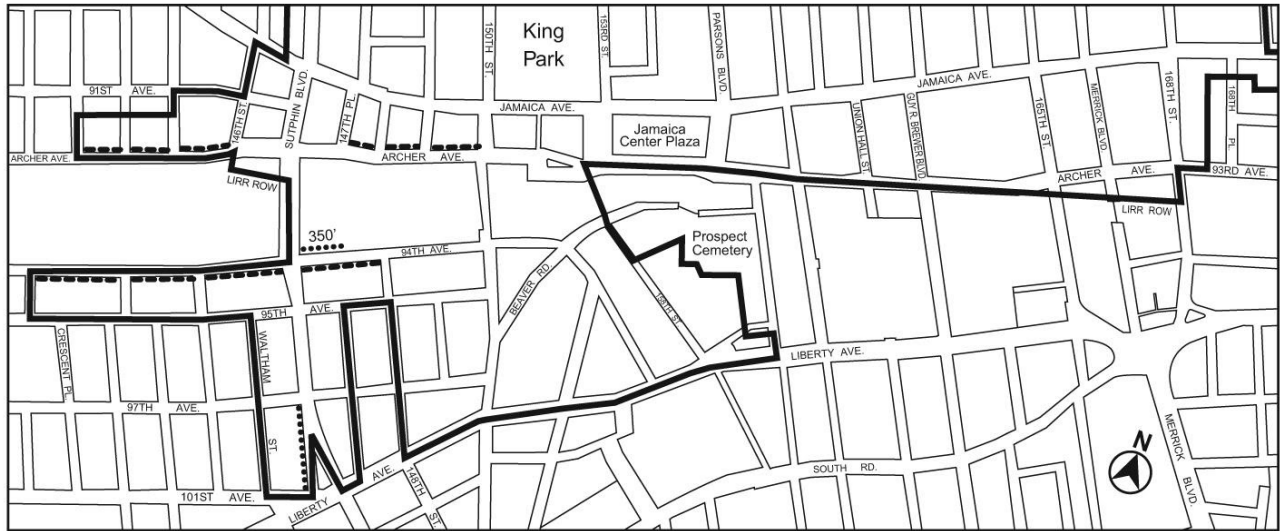 King
Park
150TH ST.
153RD ST.
PARSONS BLVD
JAMAICA AVE.
91ST AVE.
146TH ST.
SUTPHIN BLVD.
147TH PL.
JAMAICA AVE.
Jamaica
Center Plaza
UNION HALL ST.
GUY R. BREWER BLVD.
165TH ST.
MERRICK BLVD.
168TH ST.
169TH PL.
ARCHER AVE.
ARCHER AVE.
ARCHER AVE.
93RD AVE.
LIRR ROW
LIRR ROW
350'
94TH AVE.
Prospect
Cemetery
BEAVER RD.
95TH AVE.
CRESCENT PL.
WALTHAM ST.
LIBERTY AVE.
97TH AVE.
MERRICK BLVD.
N
148TH ST.
SOUTH RD.
101ST AVE.
LIBERTY AVE.